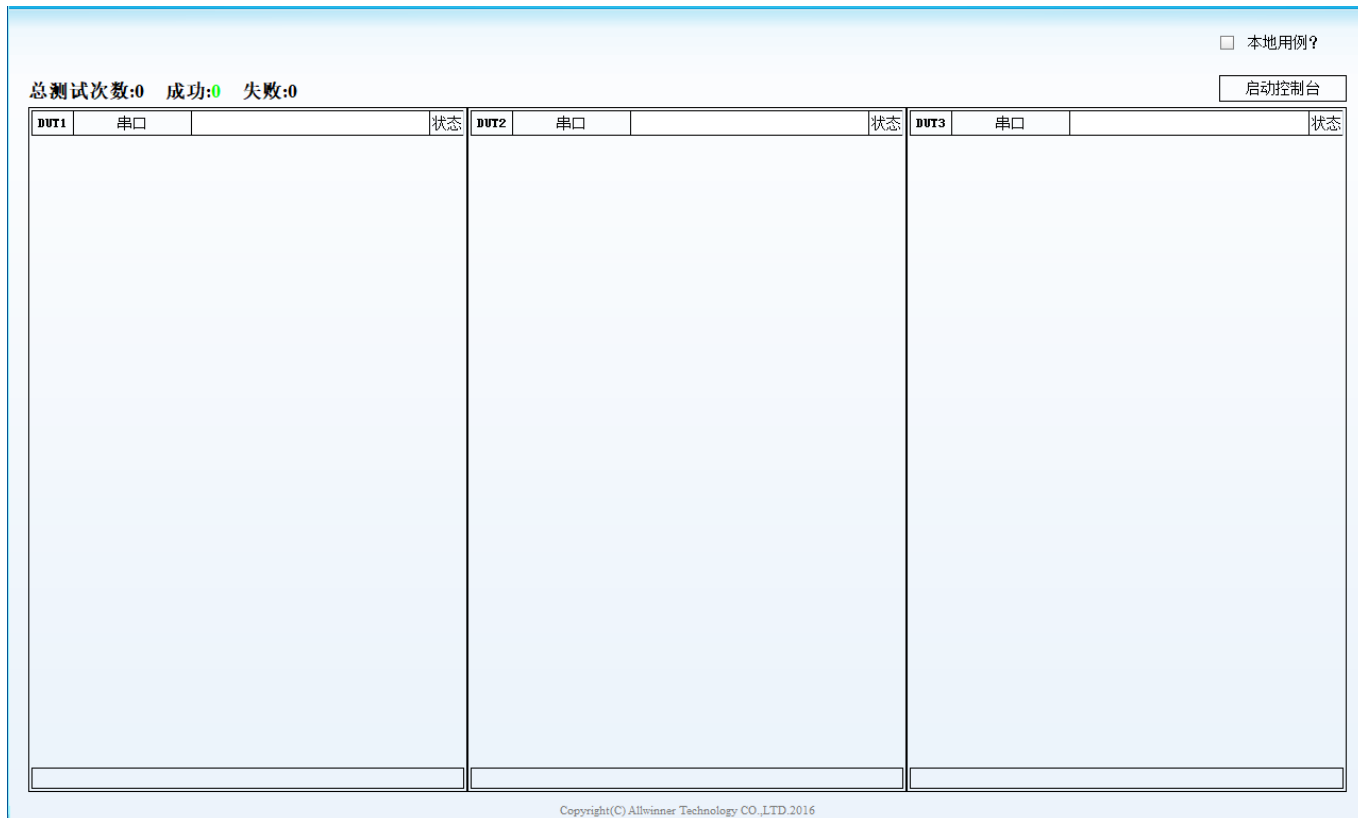 本地用例?
总测试次数:0 成功:0 失败:0
启动控制台
DUT1 串口 状态 DUT2 串口 状态 DUT3 串口 状态
Copyright(C) Allwinner Technology CO.,LTD.2016